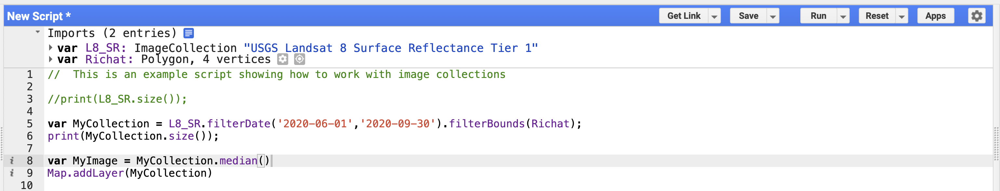 New Script *
Get Link Save Run Reset Apps
Imports (2 entries)
var L8_SR: ImageCollection "USGS Landsat 8 Surface Reflectance Tier 1"
var Richat: Polygon, 4 vertices
1 //  This is an example script showing how to work with image collections
2
3 //print(L8_SR.size());
4
5 var MyCollection = L8_SR.filterDate('2020-06-01','2020-09-30').filterBounds(Richat);
6 print(MyCollection.size());
7
i 8 var MyImage = MyCollection.median()
i 9 Map.addLayer(MyCollection)
10